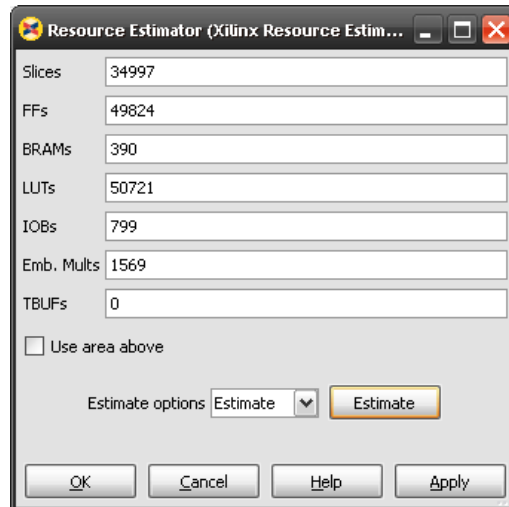 Resource Estimator (Xilinx Resource Estim...
Slices 34997
FFs 49824
BRAMs 390
LUTs 50721
IOBs 799
Emb. Mults 1569
TBUFs 0
Use area above
Estimate options Estimate Estimate
OK Cancel Help Apply